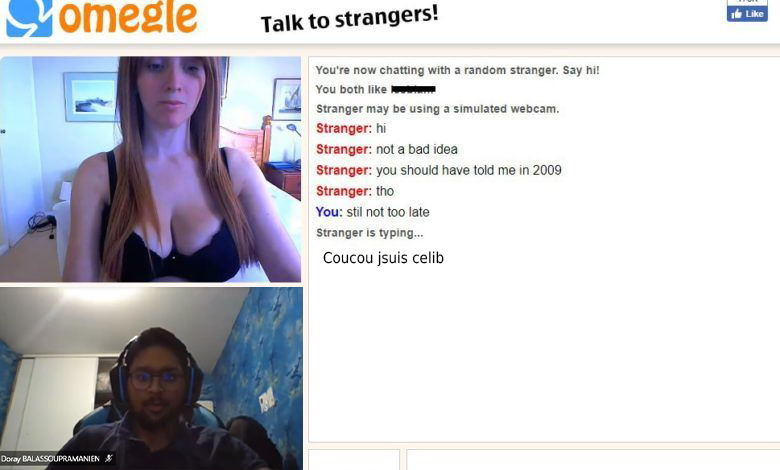 omegle
Talk to strangers!
Like
You're now chatting with a random stranger. Say hi!
You both like
Stranger may be using a simulated webcam.
Stranger: hi
Stranger: not a bad idea
Stranger: you should have told me in 2009
Stranger: tho
You: stil not too late
Stranger is typing...
Coucou jsuis celib
Doray BALASSOUPRAMANIEN